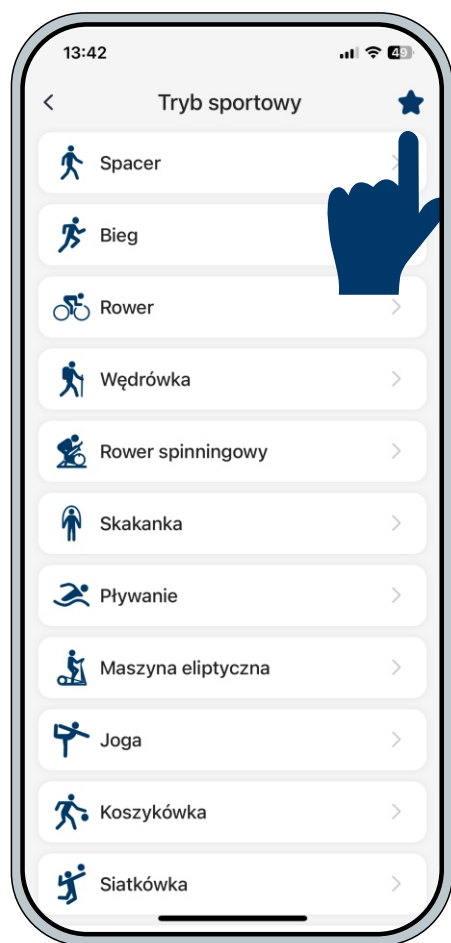 13:42
49
Tryb sportowy
Spacer
Bieg
Rower
Wędrówka
Rower spinningowy
Skakanka
Pływanie
Maszyna eliptyczna
Joga
Koszykówka
Siatkówka